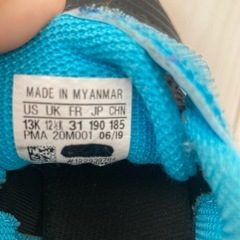 MADE IN MYANMAR
US UK FR JP CHN
13K 12½K 31 190 185
PMA 20M001 06/19